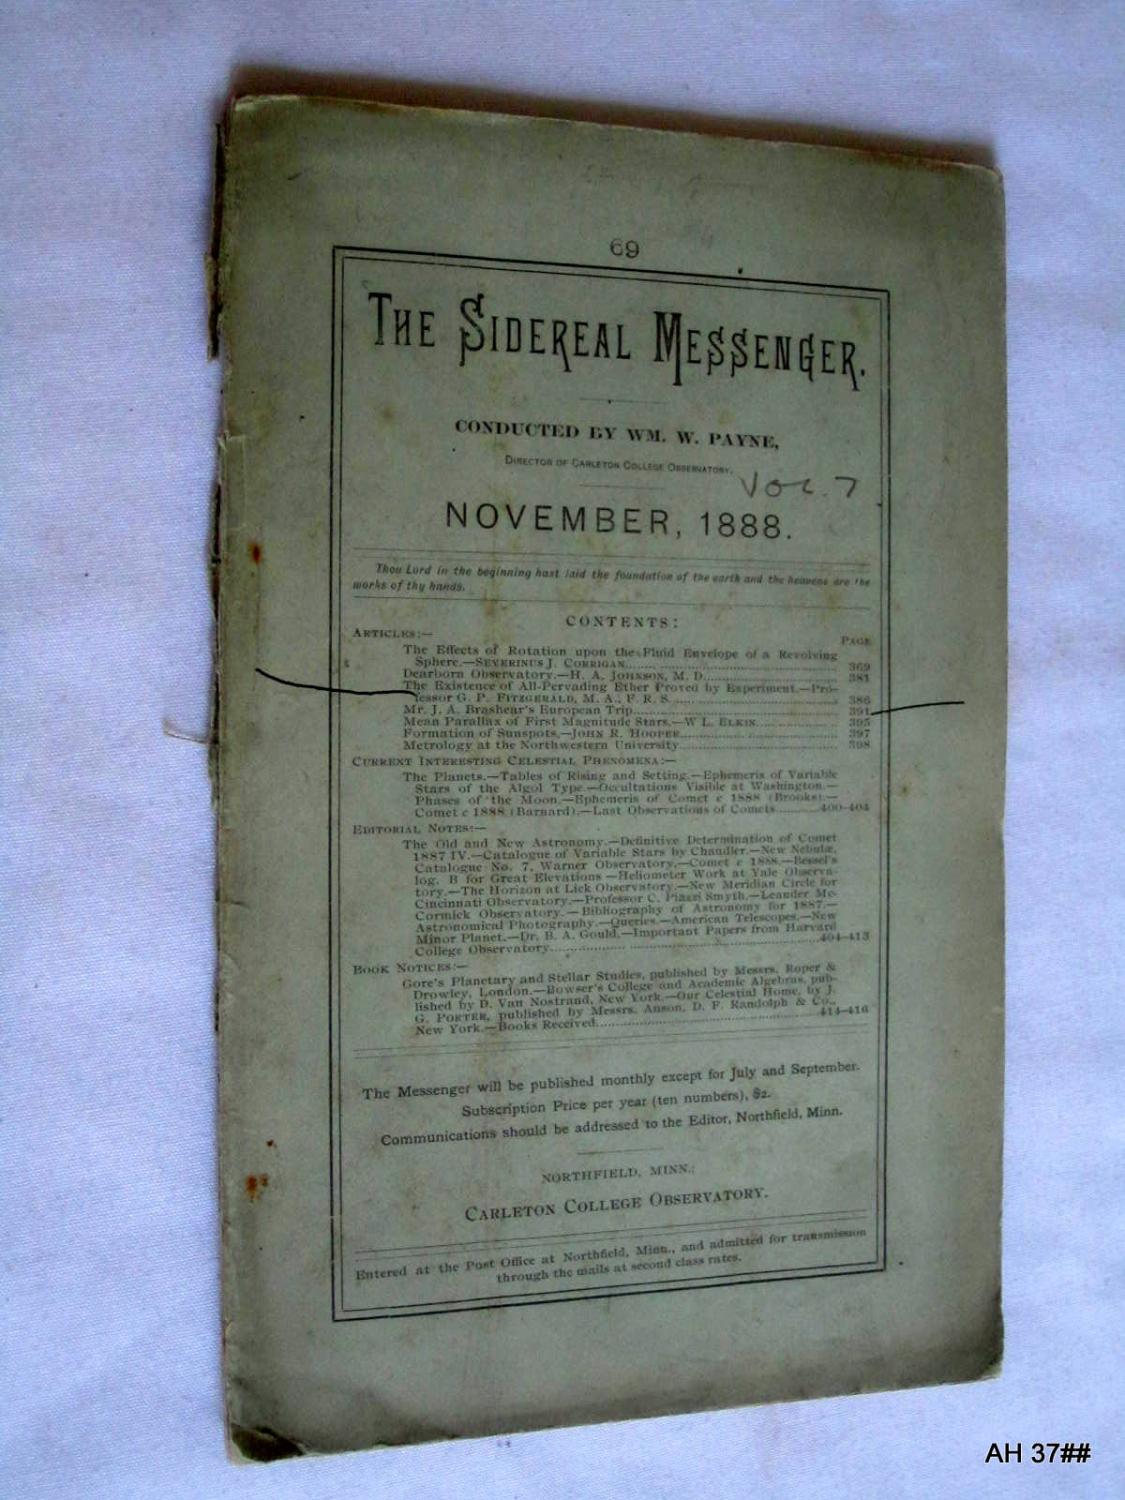 69
THE SIDEREAL MESSENGER.
CONDUCTED BY WM. W. PAYNE,
DIRECTOR OF CARLETON COLLEGE OBSERVATORY.
VOL. 7
NOVEMBER, 1888.
Thou Lord in the beginning hast laid the foundation of the earth and the heavens are the
works of thy hands.
CONTENTS:
ARTICLES:—
PAGE
The Effects of Rotation upon the Fluid Envelope of a Revolving
Sphere.—SEVERINUS J. CORRIGAN.... 369
Dearborn Observatory.—H. A. JOHNSON, M. D.... 381
The Existence of All-Pervading Ether Proved by Experiment.—Pro-
fessor G. P. FITZGERALD, M. A., F. R. S.... 386
Mr. J. A. Brashear's European Trip.... 391
Mean Parallax of First Magnitude Stars.—W L. ELKIN.... 395
Formation of Sunspots.—JOHN R. HOOPER.... 397
Metrology at the Northwestern University.... 398
CURRENT INTERESTING CELESTIAL PHENOMENA:—
The Planets.—Tables of Rising and Setting.—Ephemeris of Variable
Stars of the Algol Type.—Occultations Visible at Washington.—
Phases of the Moon.—Ephemeris of Comet c 1888 (Brooks).—
Comet e 1888 (Barnard).—Last Observations of Comets.... 400-404
EDITORIAL NOTES:—
The Old and New Astronomy.—Definitive Determination of Comet
1887 IV.—Catalogue of Variable Stars by Chandler.—New Nebulæ,
Catalogue No. 7, Warner Observatory.—Comet e 1888.—Bessel's
log. B for Great Elevations—Heliometer Work at Yale Observa-
tory.—The Horizon at Lick Observatory.—New Meridian Circle for
Cincinnati Observatory.—Professor C. Piazzi Smyth.—Leander Mc-
Cormick Observatory.—Bibliography of Astronomy for 1887.—
Astronomical Photography.—Queries.—American Telescopes.—New
Minor Planet.—Dr. B. A. Gould.—Important Papers from Harvard
College Observatory.... 404-413
BOOK NOTICES:—
Gore's Planetary and Stellar Studies, published by Messrs. Roper &
Drowley, London.—Bowser's College and Academic Algebras, pub-
lished by D. Van Nostrand, New York.—Our Celestial Home, by J.
G. PORTER, published by Messrs. Anson, D. F. Randolph & Co.,
New York.—Books Received.... 414-416
The Messenger will be published monthly except for July and September.
Subscription Price per year (ten numbers), $2.
Communications should be addressed to the Editor, Northfield, Minn.
NORTHFIELD, MINN.:
CARLETON COLLEGE OBSERVATORY.
Entered at the Post Office at Northfield, Minn., and admitted for transmission
through the mails at second class rates.
AH 37##